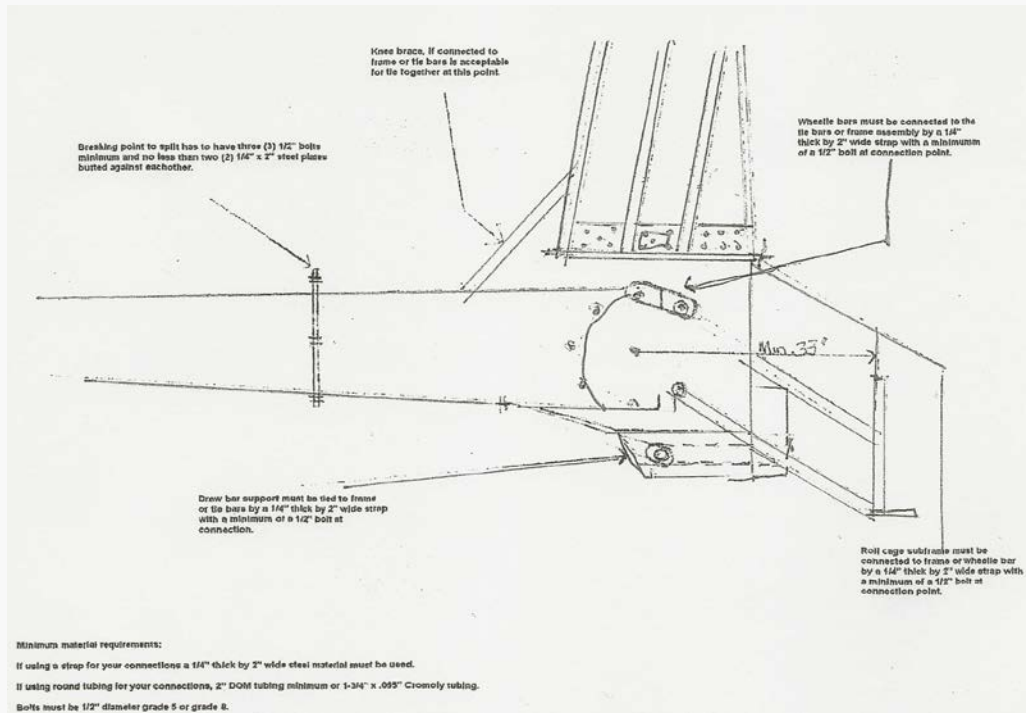 Knee brace, if connected to
frame or tie bars is acceptable
for tie together at this point.
Wheelie bars must be connected to the
tie bars or frame assembly by a 1/4"
thick by 2" wide strap with a minimumm
of a 1/2" bolt at connection point.
Breaking point to split has to have three (3) 1/2" bolts
minimum and no less than two (2) 1/4" x 2" steel plates
butted against eachother.
Min. 33"
Draw bar support must be tied to frame
or tie bars by a 1/4" thick by 2" wide strap
with a minimum of a 1/2" bolt at
connection.
Roll cage subframe must be
connected to frame or wheelie bar
by a 1/4" thick by 2" wide strap with
a minimum of a 1/2" bolt at
connection point.
Minimum material requirements:
If using a strap for your connections a 1/4" thick by 2" wide steel material must be used.
If using round tubing for your connections, 2" DOM tubing minimum or 1-3/4" x .095" Cromoly tubing.
Bolts must be 1/2" diameter grade 5 or grade 8.